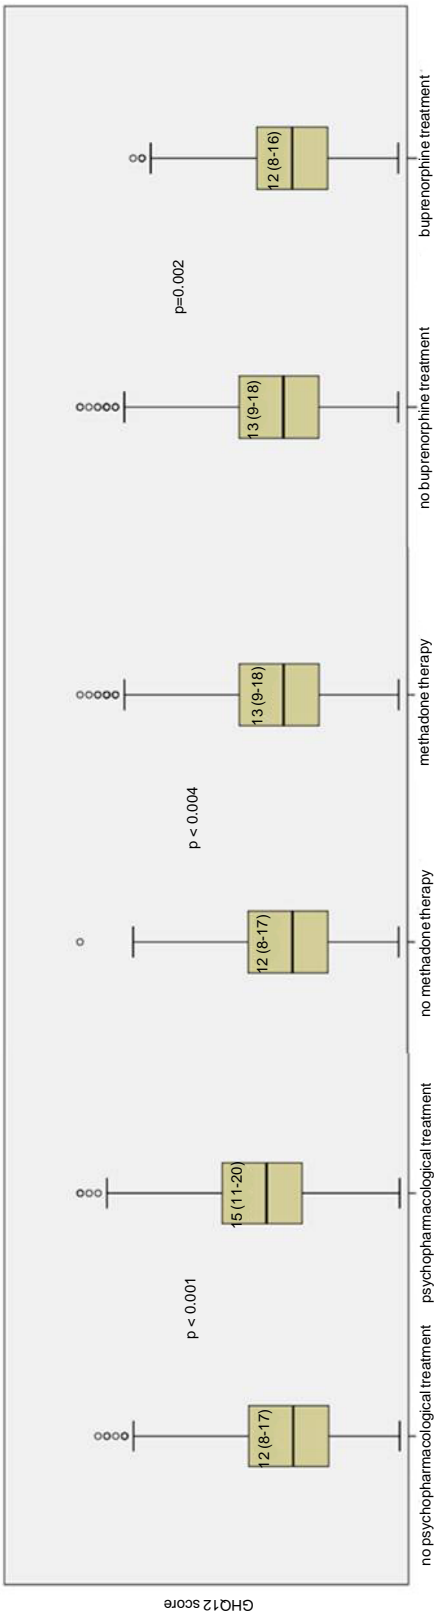 GHQ12 score
12 (8-17)
15 (11-20)
12 (8-17)
13 (9-18)
13 (9-18)
12 (8-16)
p < 0.001
p < 0.004
p=0.002
no psychopharmacological treatment
psychopharmacological treatment
no methadone therapy
methadone therapy
no buprenorphine treatment
buprenorphine treatment